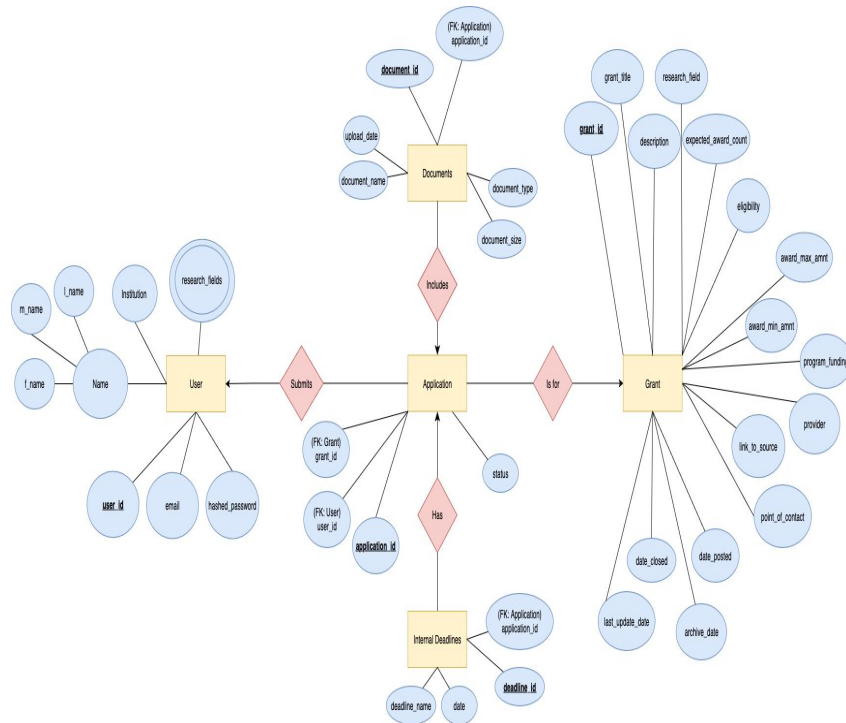 (FK: Application)
application_id
document_id
upload_date
document_name
Documents
document_type
document_size
Includes
grant_title
research_field
grant_id
description
expected_award_count
eligibility
award_max_amnt
award_min_amnt
program_funding
provider
link_to_source
point_of_contact
Grant
date_closed
date_posted
last_update_date
archive_date
research_fields
Institution
l_name
m_name
f_name
Name
User
user_id
email
hashed_password
Submits
Application
Is for
(FK: Grant)
grant_id
(FK: User)
user_id
application_id
status
Has
Internal Deadlines
(FK: Application)
application_id
deadline_id
deadline_name
date